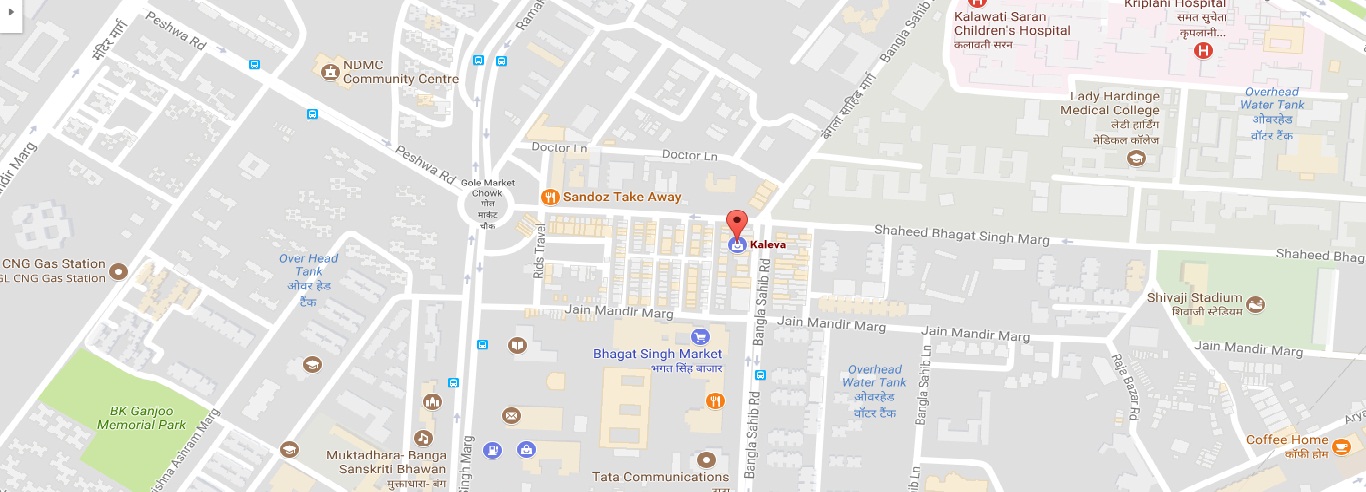 Kalawati Saran
Children's Hospital
कलावती सरन
Kriplani Hospital
समत सुचेता
कृपलानी...
Peshwa Rd
मंदिर मार्ग
NDMC
Community Centre
Bangla Sahib Rd
बंगला साहिब मार्ग
Lady Hardinge
Medical College
लेडी हार्डिंग
मेडिकल कॉलेज
Overhead
Water Tank
ओवरहेड
वॉटर टैंक
Peshwa Rd
Doctor Ln
Doctor Ln
Gole Market
Chowk
गोल
मार्केट
चौक
Sandoz Take Away
Kaleva
Shaheed Bhagat Singh Marg
Shaheed Bhag
Rids Travel
Bangla Sahib Rd
CNG Gas Station
GL CNG Gas Station
Over Head
Tank
ओवर हेड
टैंक
Shivaji Stadium
शिवाजी स्टेडियम
Jain Mandir Marg
Jain Mandir Marg
Jain Mandir Marg
Jain Mandir Marg
Bhagat Singh Market
भगत सिंह बाजार
Overhead
Water Tank
ओवरहेड
वॉटर टैंक
Bangla Sahib Ln
Raja Bazar Rd
BK Ganjoo
Memorial Park
Bangla Sahib Rd
Muktadhara- Banga
Sanskriti Bhawan
मुक्ताधारा- बंग
Tata Communications
टाटा
Coffee Home
कॉफी होम